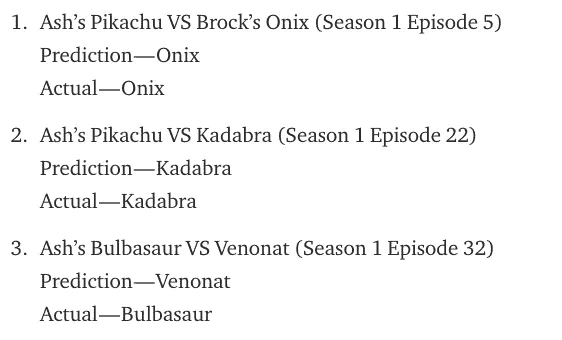 1. Ash’s Pikachu VS Brock’s Onix (Season 1 Episode 5)
Prediction—Onix
Actual—Onix
2. Ash’s Pikachu VS Kadabra (Season 1 Episode 22)
Prediction—Kadabra
Actual—Kadabra
3. Ash’s Bulbasaur VS Venonat (Season 1 Episode 32)
Prediction—Venonat
Actual—Bulbasaur